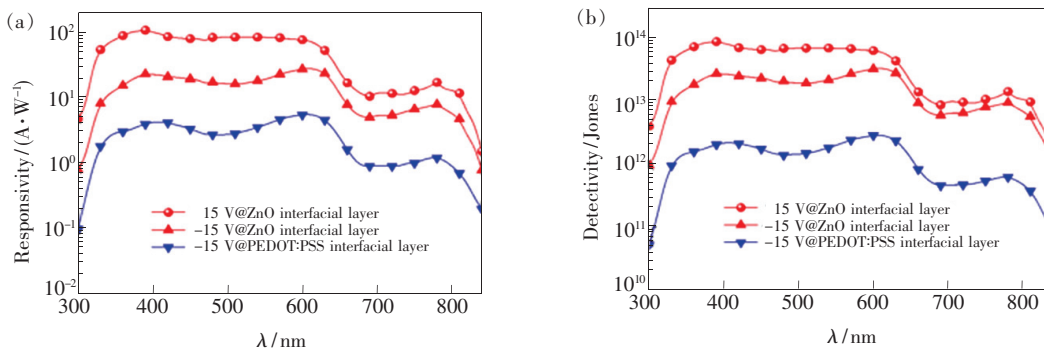 (a)
Responsivity/(A·W⁻¹)
10²
10¹
10⁰
10⁻¹
10⁻²
15 V@ZnO interfacial layer
−15 V@ZnO interfacial layer
−15 V@PEDOT:PSS interfacial layer
300 400 500 600 700 800
λ/nm
(b)
Detectivity/Jones
10¹⁴
10¹³
10¹²
10¹¹
10¹⁰
15 V@ZnO interfacial layer
−15 V@ZnO interfacial layer
−15 V@PEDOT:PSS interfacial layer
300 400 500 600 700 800
λ/nm